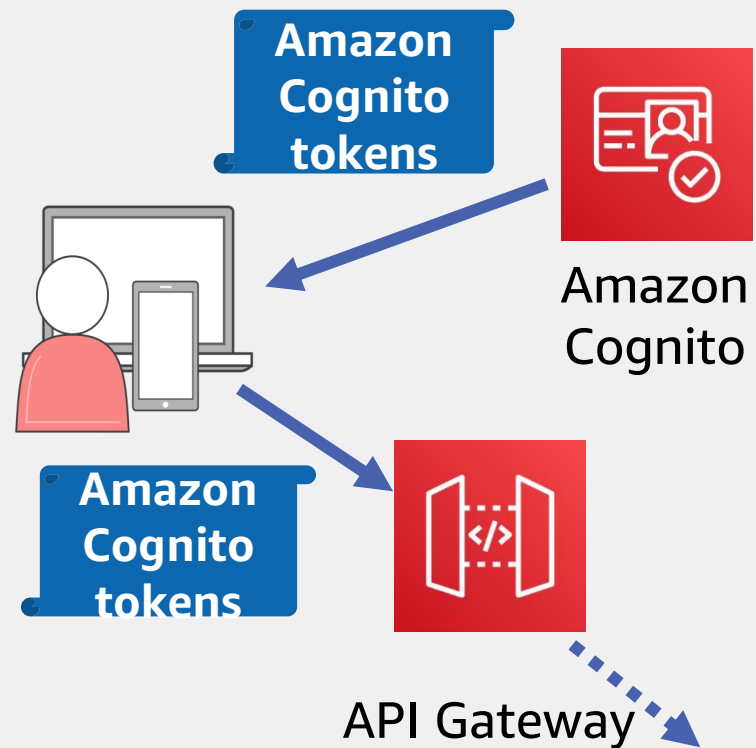 Amazon
Cognito
tokens
Amazon
Cognito
Amazon
Cognito
tokens
</>
API Gateway